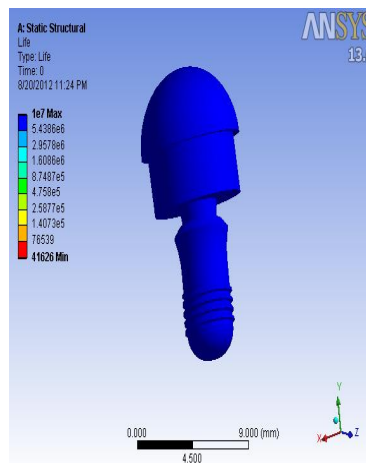 A: Static Structural
Life
Type: Life
Time: 0
8/20/2012 11:24 PM
1e7 Max
5.4386e6
2.9578e6
1.6086e6
8.7487e5
4.758e5
2.5877e5
1.4073e5
76539
41626 Min
ANSYS
13.
0.000
9.000 (mm)
4.500
Y
X
Z